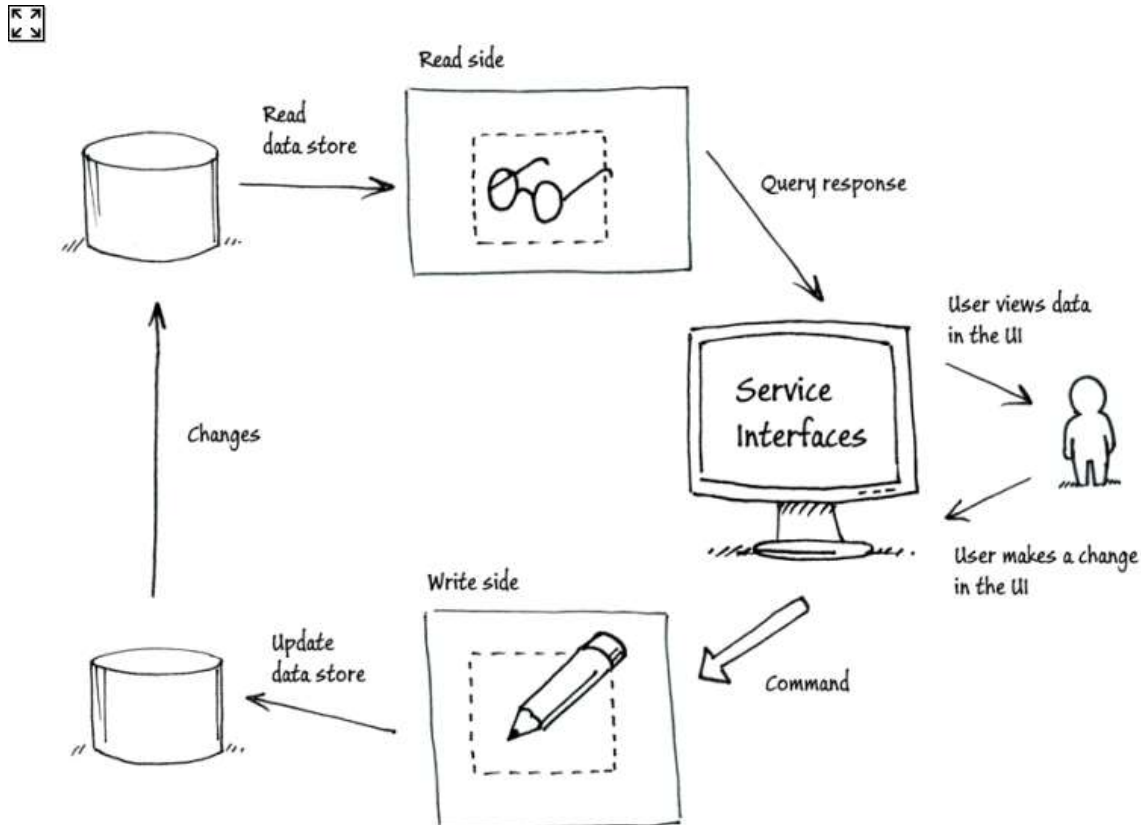 Read side
Read
data store
Query response
User views data
in the UI
Service
Interfaces
Changes
User makes a change
in the UI
Write side
Update
data store
Command